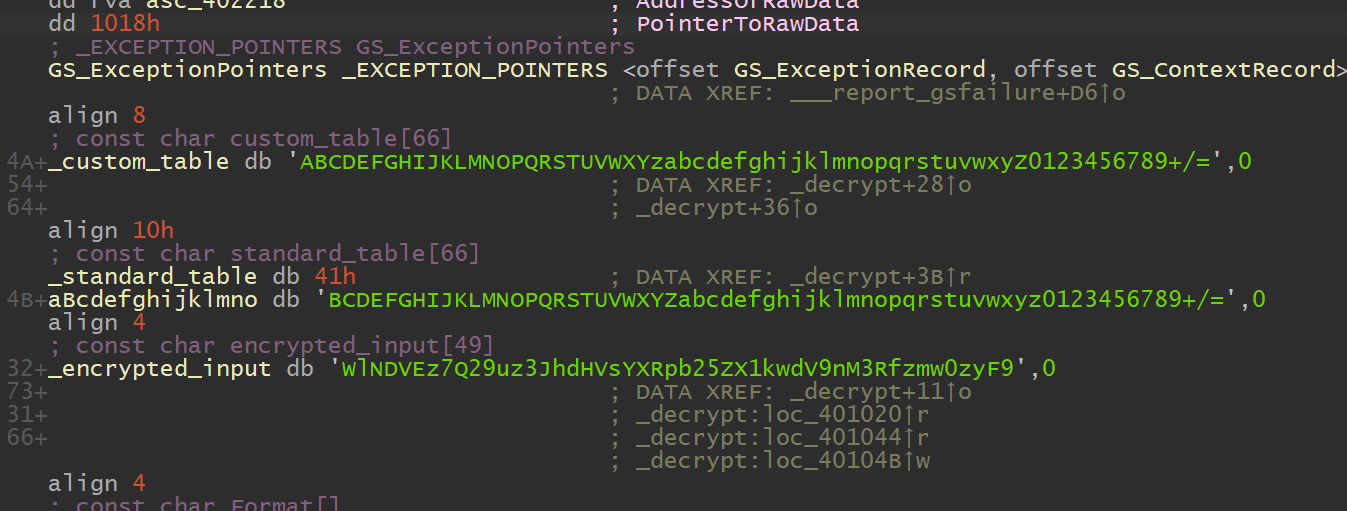 dd rva asc_402218 ; AddressOfRawData
dd 1018h ; PointerToRawData
; _EXCEPTION_POINTERS GS_ExceptionPointers
GS_ExceptionPointers _EXCEPTION_POINTERS <offset GS_ExceptionRecord, offset GS_ContextRecord>
; DATA XREF: ___report_gsfailure+D6↑o
align 8
; const char custom_table[66]
4A+_custom_table db 'ABCDEFGHIJKLMNOPQRSTUVWXYzabcdefghijklmnopqrstuvwxyZ0123456789+/=',0
54+ ; DATA XREF: _decrypt+28↑o
64+ ; _decrypt+36↑o
align 10h
; const char standard_table[66]
_standard_table db 41h ; DATA XREF: _decrypt+3B↑r
4B+aBcdefghijklmno db 'BCDEFGHIJKLMNOPQRSTUVWXYZabcdefghijklmnopqrstuvwxyz0123456789+/=',0
align 4
; const char encrypted_input[49]
32+_encrypted_input db 'WlNDVEz7Q29uz3JhdHVsYXRpb25ZX1kwdV9nM3Rfzmw0zyF9',0
73+ ; DATA XREF: _decrypt+11↑o
31+ ; _decrypt:loc_401020↑r
66+ ; _decrypt:loc_401044↑r
; _decrypt:loc_40104B↑w
align 4
; const char Format[]